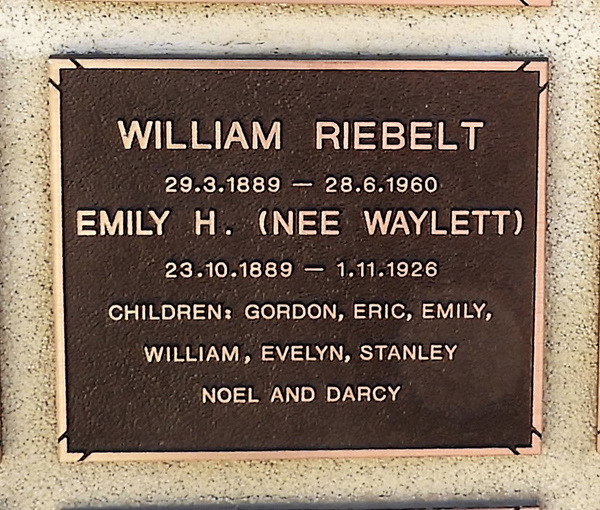 WILLIAM RIEBELT
29.3.1889 — 28.6.1960
EMILY H. (NEE WAYLETT)
23.10.1889 — 1.11.1926
CHILDREN: GORDON, ERIC, EMILY,
WILLIAM, EVELYN, STANLEY
NOEL AND DARCY